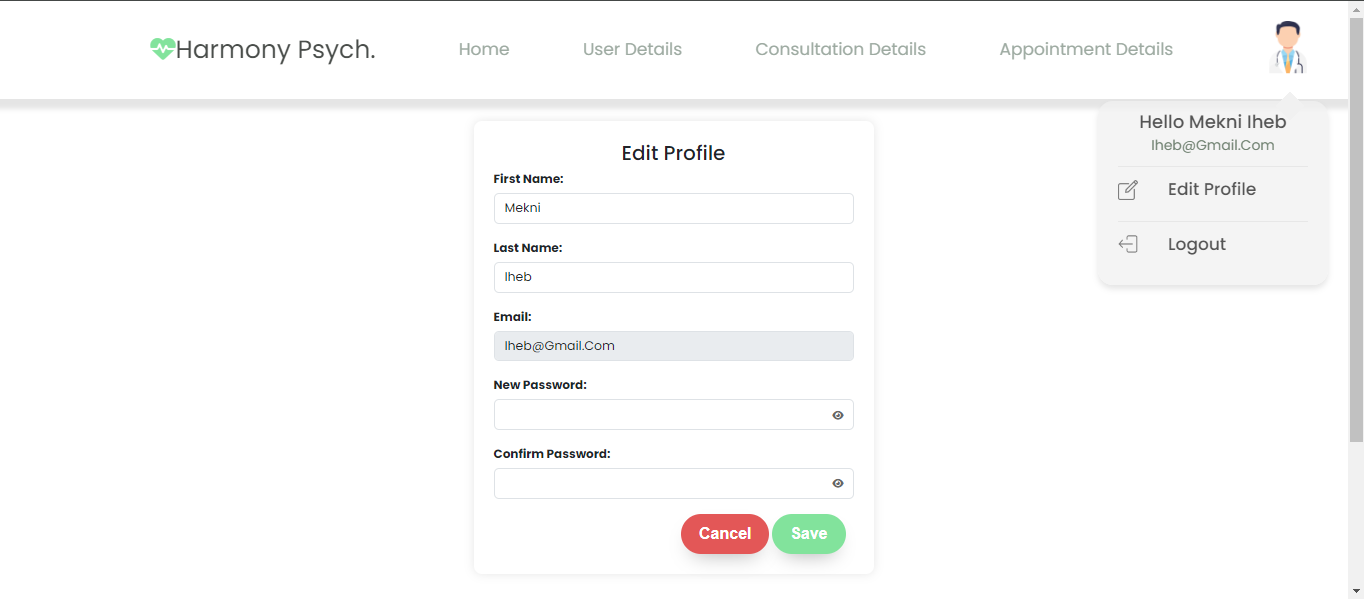 Harmony Psych. Home User Details Consultation Details Appointment Details
Hello Mekni Iheb
Iheb@Gmail.Com
Edit Profile
Logout
Edit Profile
First Name:
Mekni
Last Name:
Iheb
Email:
Iheb@Gmail.Com
New Password:
Confirm Password:
Cancel Save